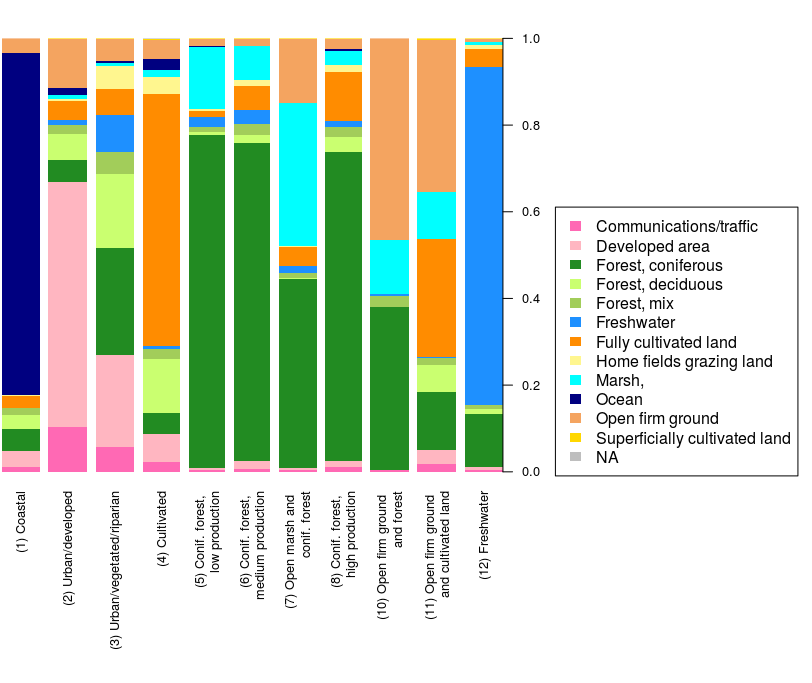 1.0
0.8
0.6
0.4
0.2
0.0
Communications/traffic
Developed area
Forest, coniferous
Forest, deciduous
Forest, mix
Freshwater
Fully cultivated land
Home fields grazing land
Marsh,
Ocean
Open firm ground
Superficially cultivated land
NA
(1) Coastal
(2) Urban/developed
(3) Urban/vegetated/riparian
(4) Cultivated
(5) Conif. forest,
low production
(6) Conif. forest,
medium production
(7) Open marsh and
conif. forest
(8) Conif. forest,
high production
(10) Open firm ground
and forest
(11) Open firm ground
and cultivated land
(12) Freshwater